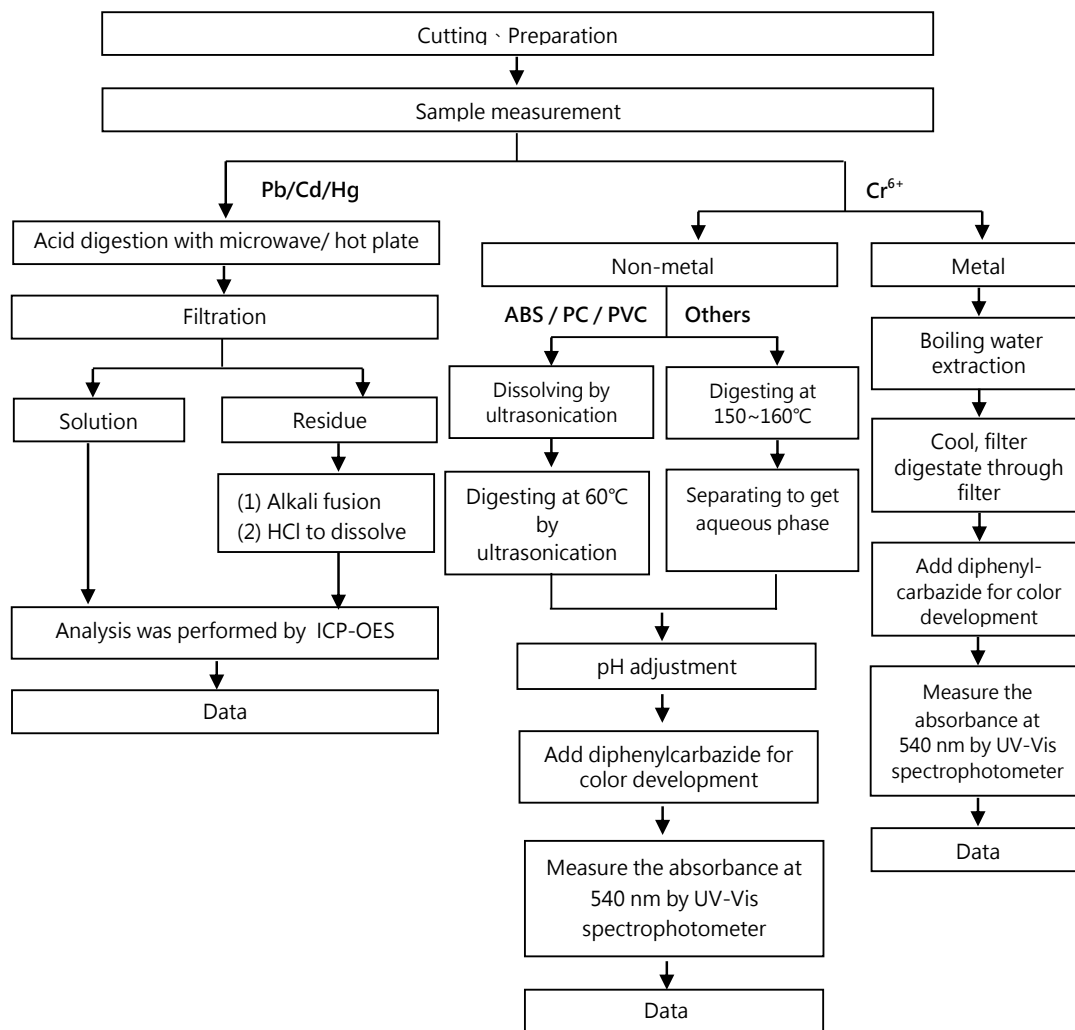 Cutting、Preparation
Sample measurement
Pb/Cd/Hg
Acid digestion with microwave/ hot plate
Filtration
Solution
Residue
(1) Alkali fusion
(2) HCl to dissolve
Analysis was performed by ICP-OES
Data
Cr⁶⁺
Non-metal
ABS / PC / PVC
Others
Dissolving by
ultrasonication
Digesting at 60℃
by
ultrasonication
Digesting at
150~160℃
Separating to get
aqueous phase
pH adjustment
Add diphenylcarbazide for
color development
Measure the absorbance at
540 nm by UV-Vis
spectrophotometer
Data
Metal
Boiling water
extraction
Cool, filter
digestate through
filter
Add diphenyl-
carbazide for color
development
Measure the
absorbance at
540 nm by UV-Vis
spectrophotometer
Data